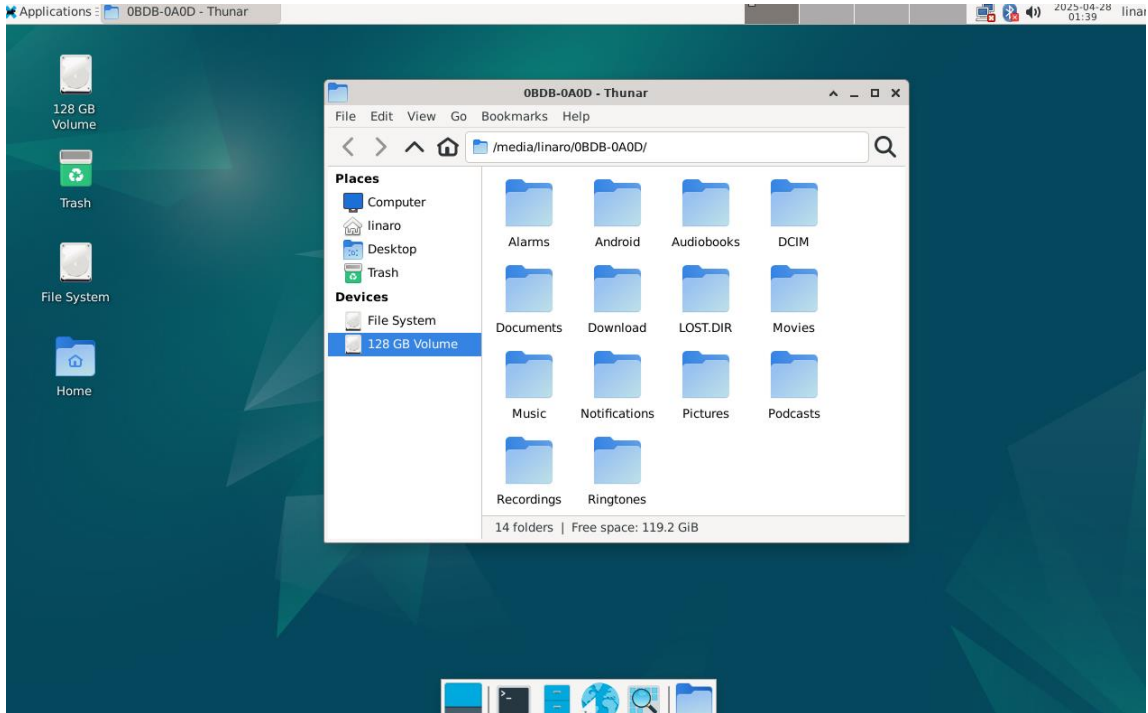 Applications
0BDB-0A0D - Thunar
2025-04-28
01:39
linar
128 GB
Volume
Trash
File System
Home
0BDB-0A0D - Thunar
File Edit View Go Bookmarks Help
/media/linaro/0BDB-0A0D/
Places
Computer
linaro
Desktop
Trash
Devices
File System
128 GB Volume
Alarms Android Audiobooks DCIM
Documents Download LOST.DIR Movies
Music Notifications Pictures Podcasts
Recordings Ringtones
14 folders | Free space: 119.2 GiB